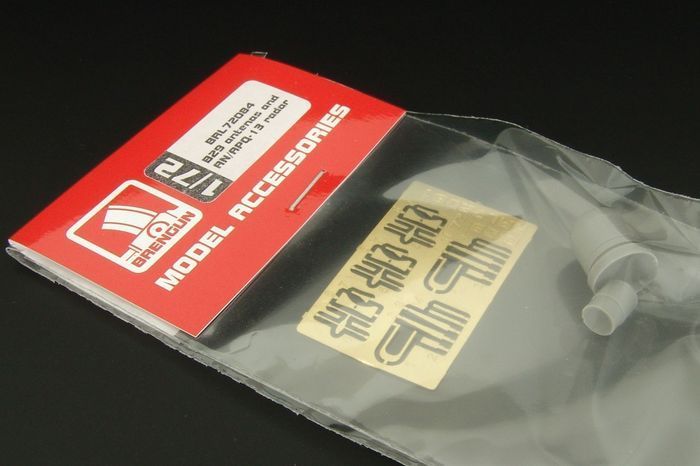 BRL72084
B29 antenas and
AN/APQ-13 radar
1/72
BRENGUN
MODEL ACCESSORIES